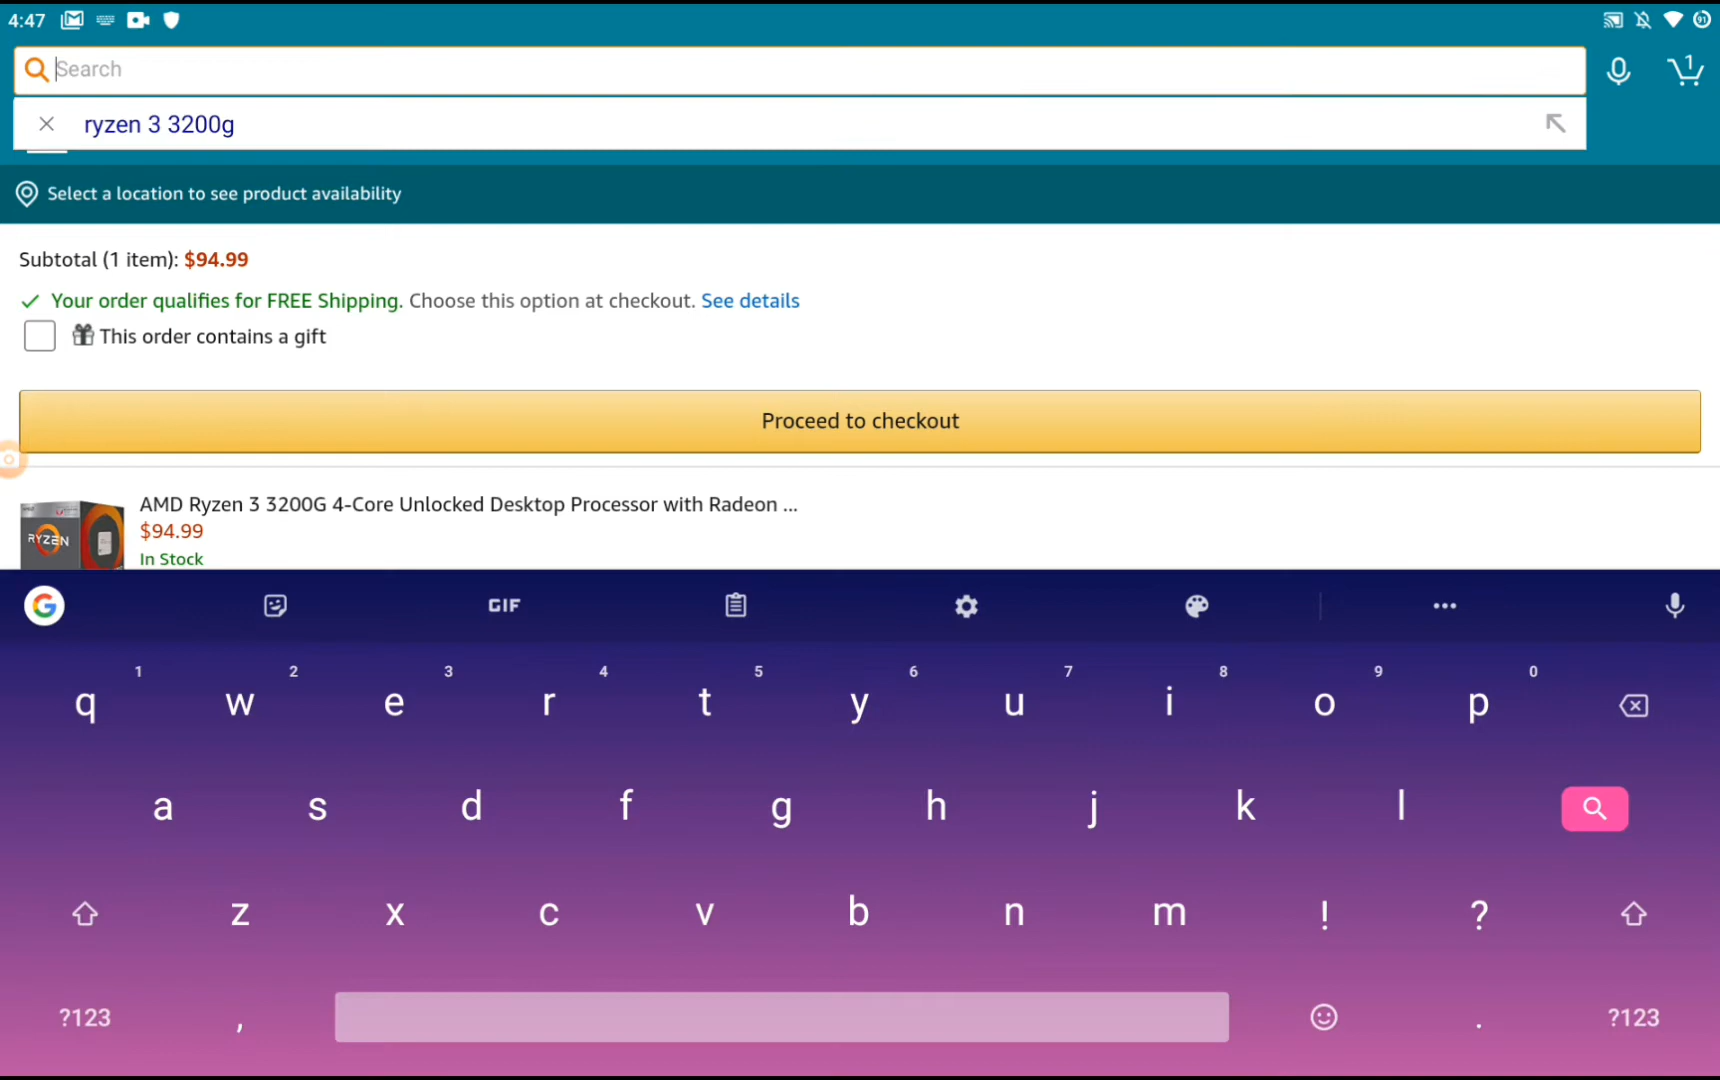 4:47
91
Search
1
ryzen 3 3200g
Select a location to see product availability
Subtotal (1 item): $94.99
Your order qualifies for FREE Shipping. Choose this option at checkout. See details
This order contains a gift
Proceed to checkout
AMD Ryzen 3 3200G 4-Core Unlocked Desktop Processor with Radeon ...
$94.99
In Stock
RYZEN
G GIF
1 2 3 4 5 6 7 8 9 0
q w e r t y u i o p
a s d f g h j k l
z x c v b n m ! ?
?123 , . ?123